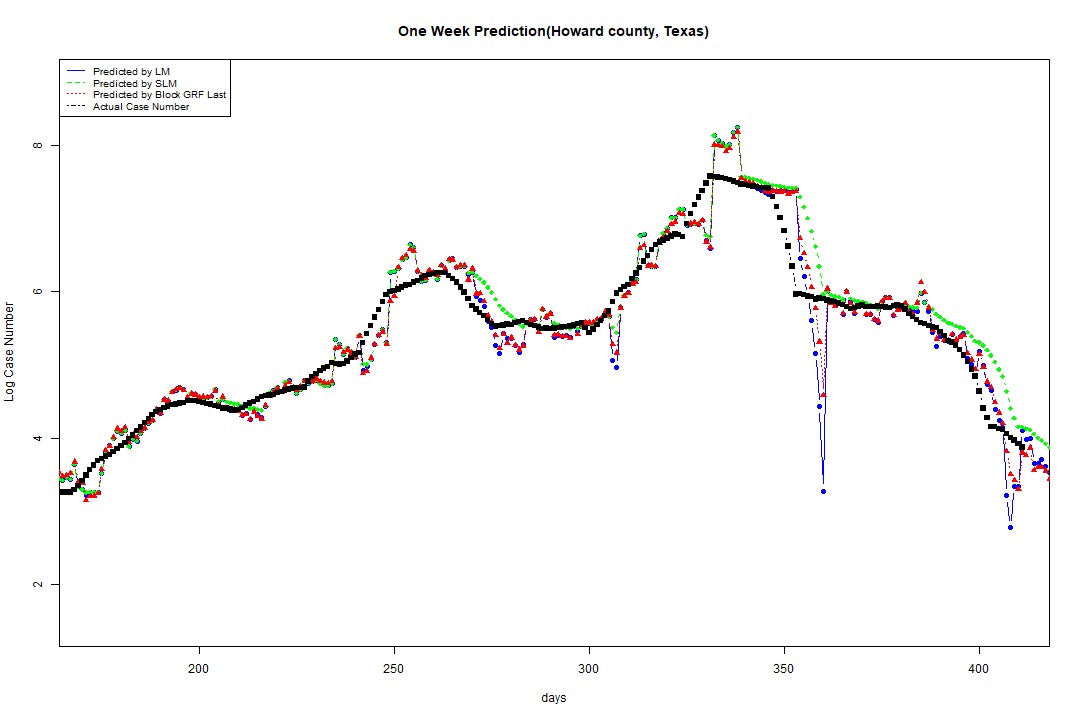 One Week Prediction(Howard county, Texas)
Predicted by LM
Predicted by SLM
Predicted by Block GRF Last
Actual Case Number
8
6
4
2
Log Case Number
200 250 300 350 400
days